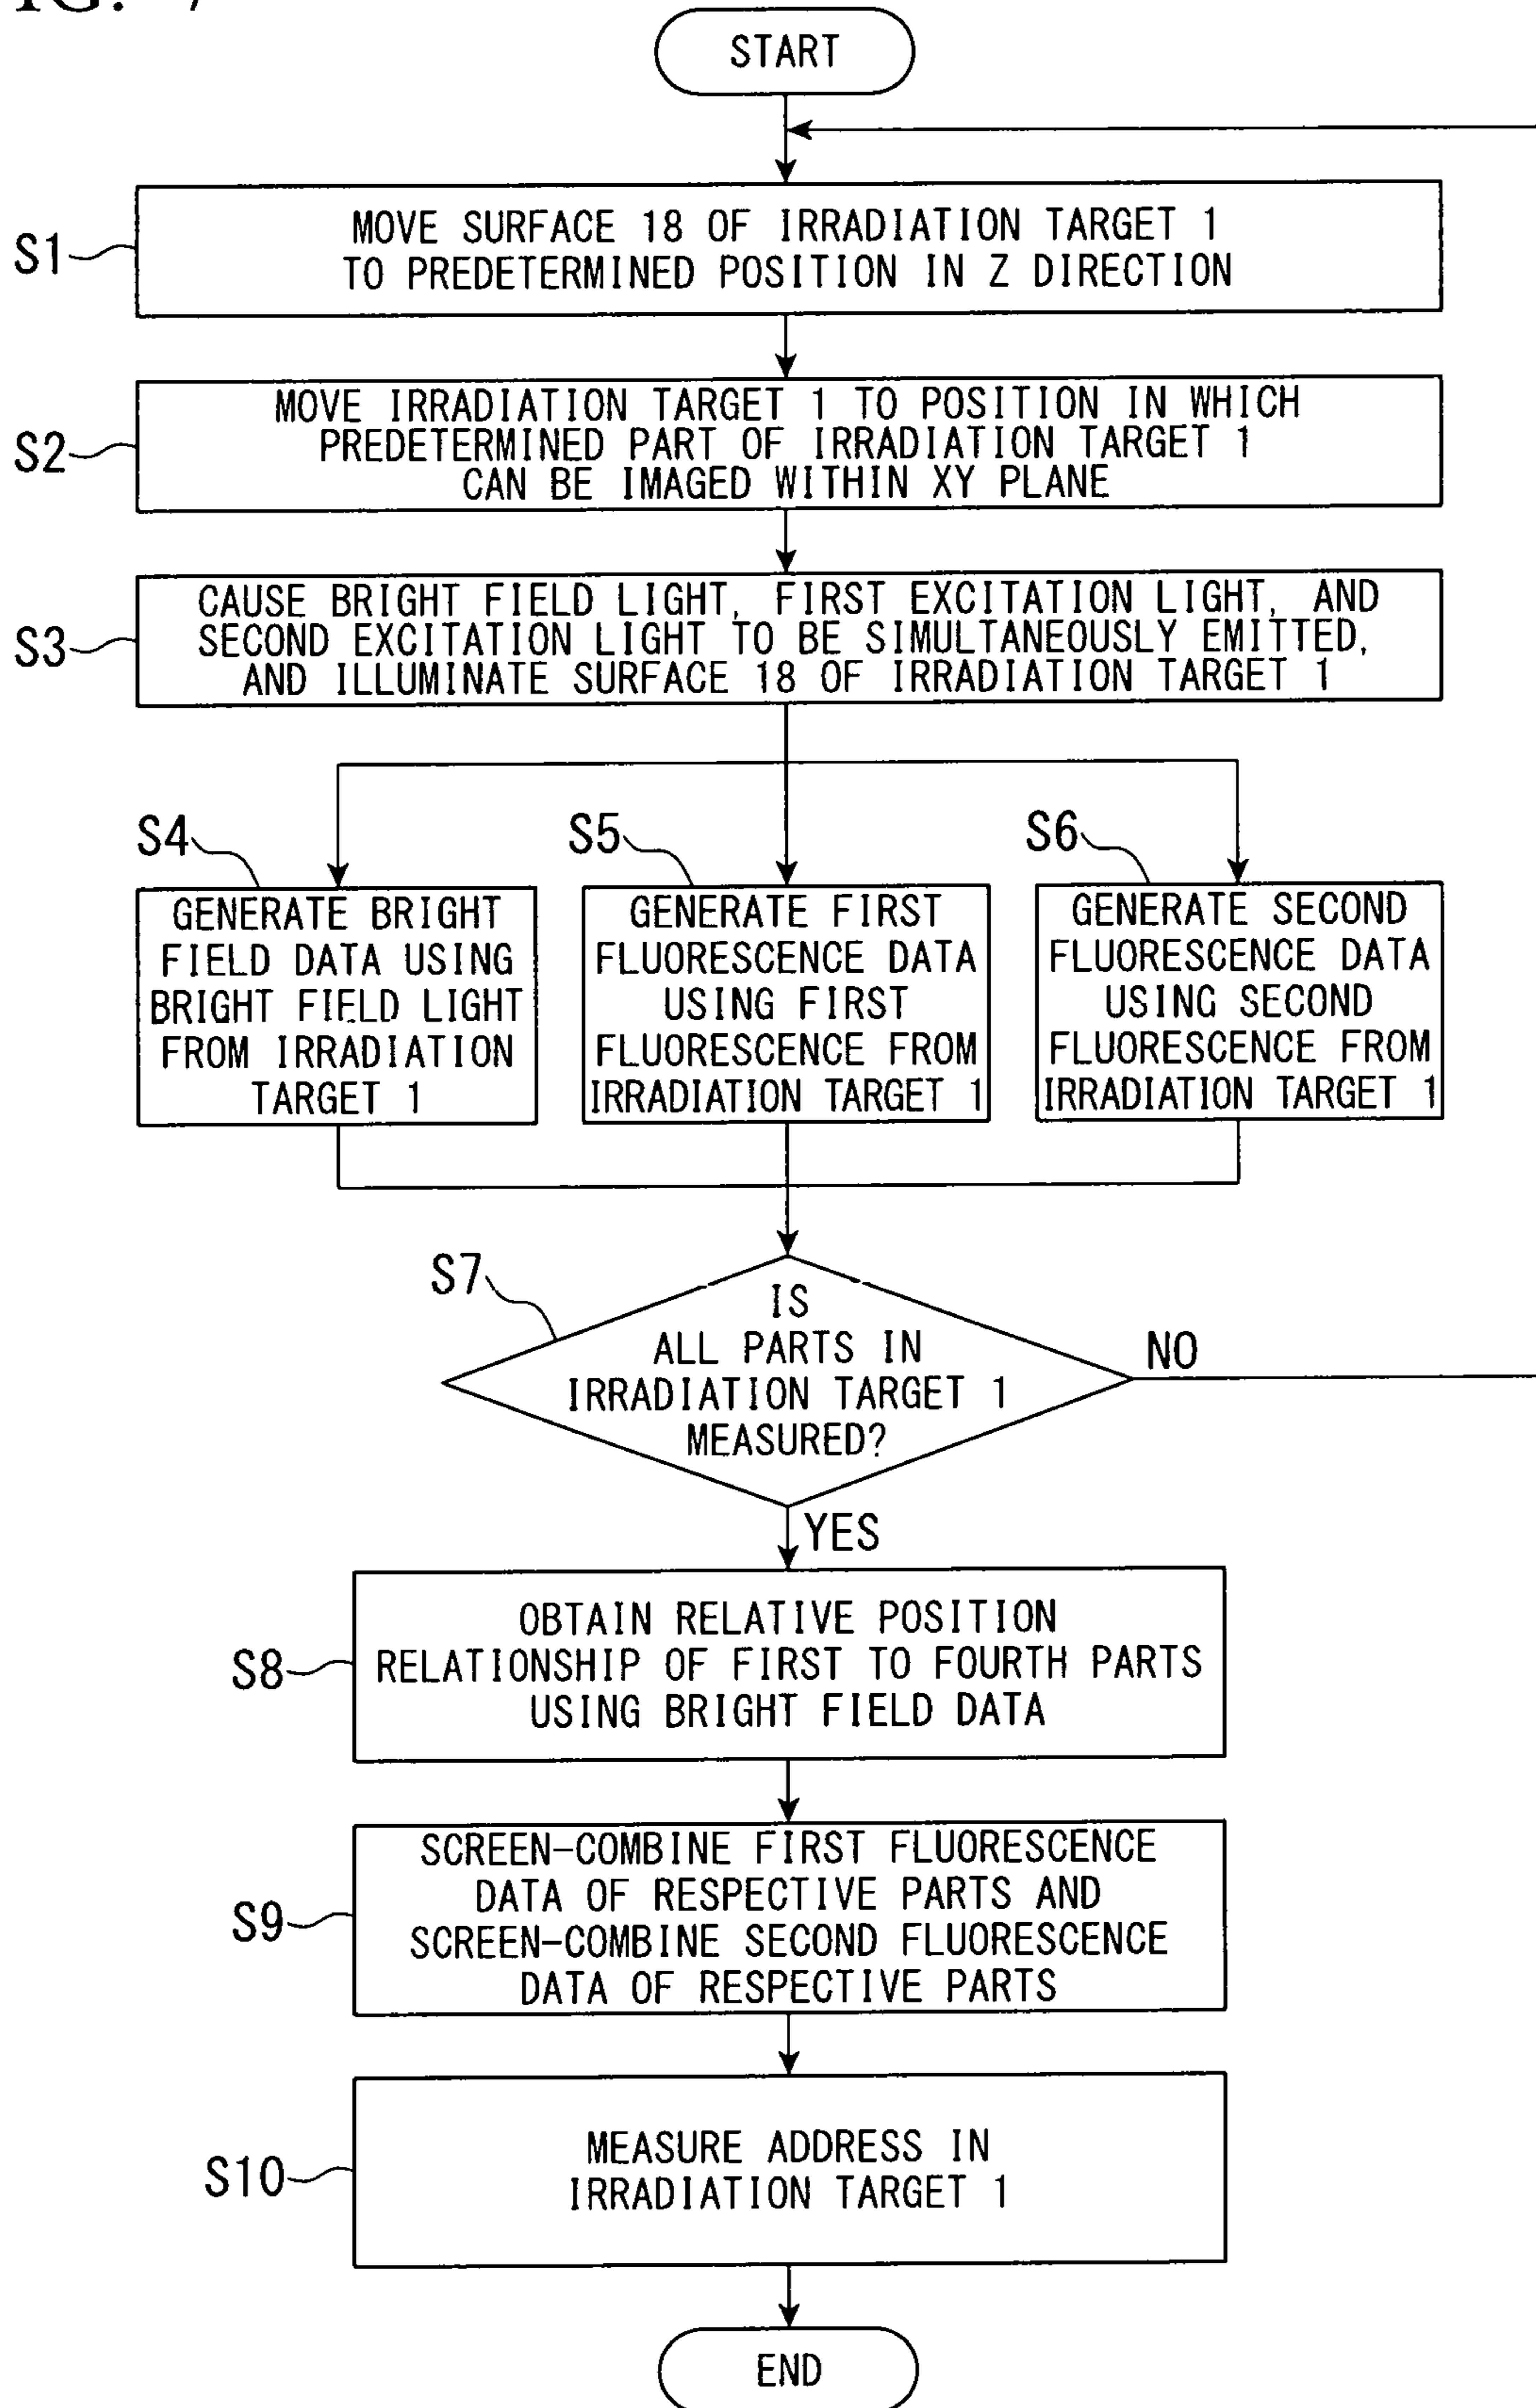 START
S1
MOVE SURFACE 18 OF IRRADIATION TARGET 1
TO PREDETERMINED POSITION IN Z DIRECTION
S2
MOVE IRRADIATION TARGET 1 TO POSITION IN WHICH
PREDETERMINED PART OF IRRADIATION TARGET 1
CAN BE IMAGED WITHIN XY PLANE
S3
CAUSE BRIGHT FIELD LIGHT, FIRST EXCITATION LIGHT, AND
SECOND EXCITATION LIGHT TO BE SIMULTANEOUSLY EMITTED,
AND ILLUMINATE SURFACE 18 OF IRRADIATION TARGET 1
S4
GENERATE BRIGHT
FIELD DATA USING
BRIGHT FIELD LIGHT
FROM IRRADIATION
TARGET 1
S5
GENERATE FIRST
FLUORESCENCE DATA
USING FIRST
FLUORESCENCE FROM
IRRADIATION TARGET 1
S6
GENERATE SECOND
FLUORESCENCE DATA
USING SECOND
FLUORESCENCE FROM
IRRADIATION TARGET 1
S7
IS
ALL PARTS IN
IRRADIATION TARGET 1
MEASURED?
NO
YES
S8
OBTAIN RELATIVE POSITION
RELATIONSHIP OF FIRST TO FOURTH PARTS
USING BRIGHT FIELD DATA
S9
SCREEN-COMBINE FIRST FLUORESCENCE
DATA OF RESPECTIVE PARTS AND
SCREEN-COMBINE SECOND FLUORESCENCE
DATA OF RESPECTIVE PARTS
S10
MEASURE ADDRESS IN
IRRADIATION TARGET 1
END